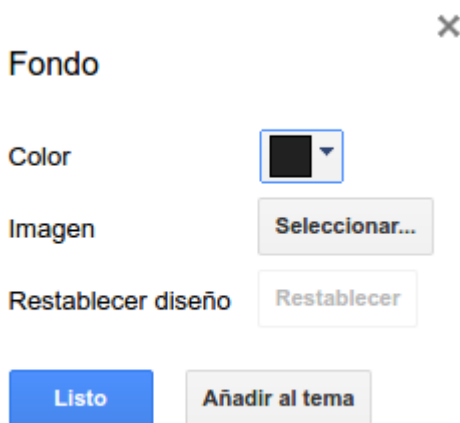 Fondo
Color
Imagen Seleccionar...
Restablecer diseño Restablecer
Listo Añadir al tema